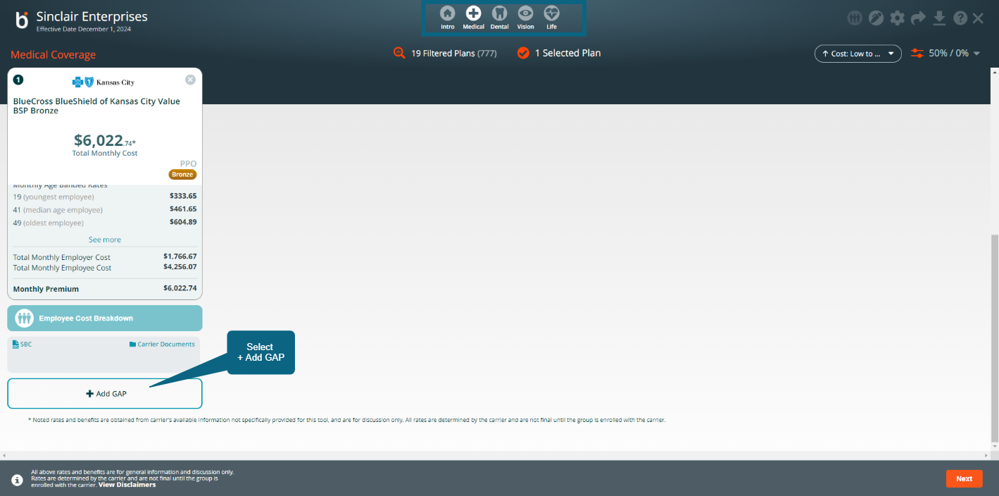 Sinclair Enterprises
Effective Date December 1, 2024
Intro
Medical
Dental
Vision
Life
Medical Coverage
19 Filtered Plans (777)
1 Selected Plan
Cost: Low to ...
50% / 0%
1
Kansas City
BlueCross BlueShield of Kansas City Value
BSP Bronze
$6,022.74*
Total Monthly Cost
PPO
Bronze
Monthly Age Banded Rates
19 (youngest employee) $333.65
41 (median age employee) $461.65
49 (oldest employee) $604.89
See more
Total Monthly Employer Cost $1,766.67
Total Monthly Employee Cost $4,256.07
Monthly Premium $6,022.74
Employee Cost Breakdown
SBC
Carrier Documents
Select
+ Add GAP
+ Add GAP
* Noted rates and benefits are obtained from carrier's available information not specifically provided for this tool, and are for discussion only. All rates are determined by the carrier and are not final until the group is enrolled with the carrier.
All above rates and benefits are for general information and discussion only.
Rates are determined by the carrier and are not final until the group is
enrolled with the carrier. View Disclaimers
Next